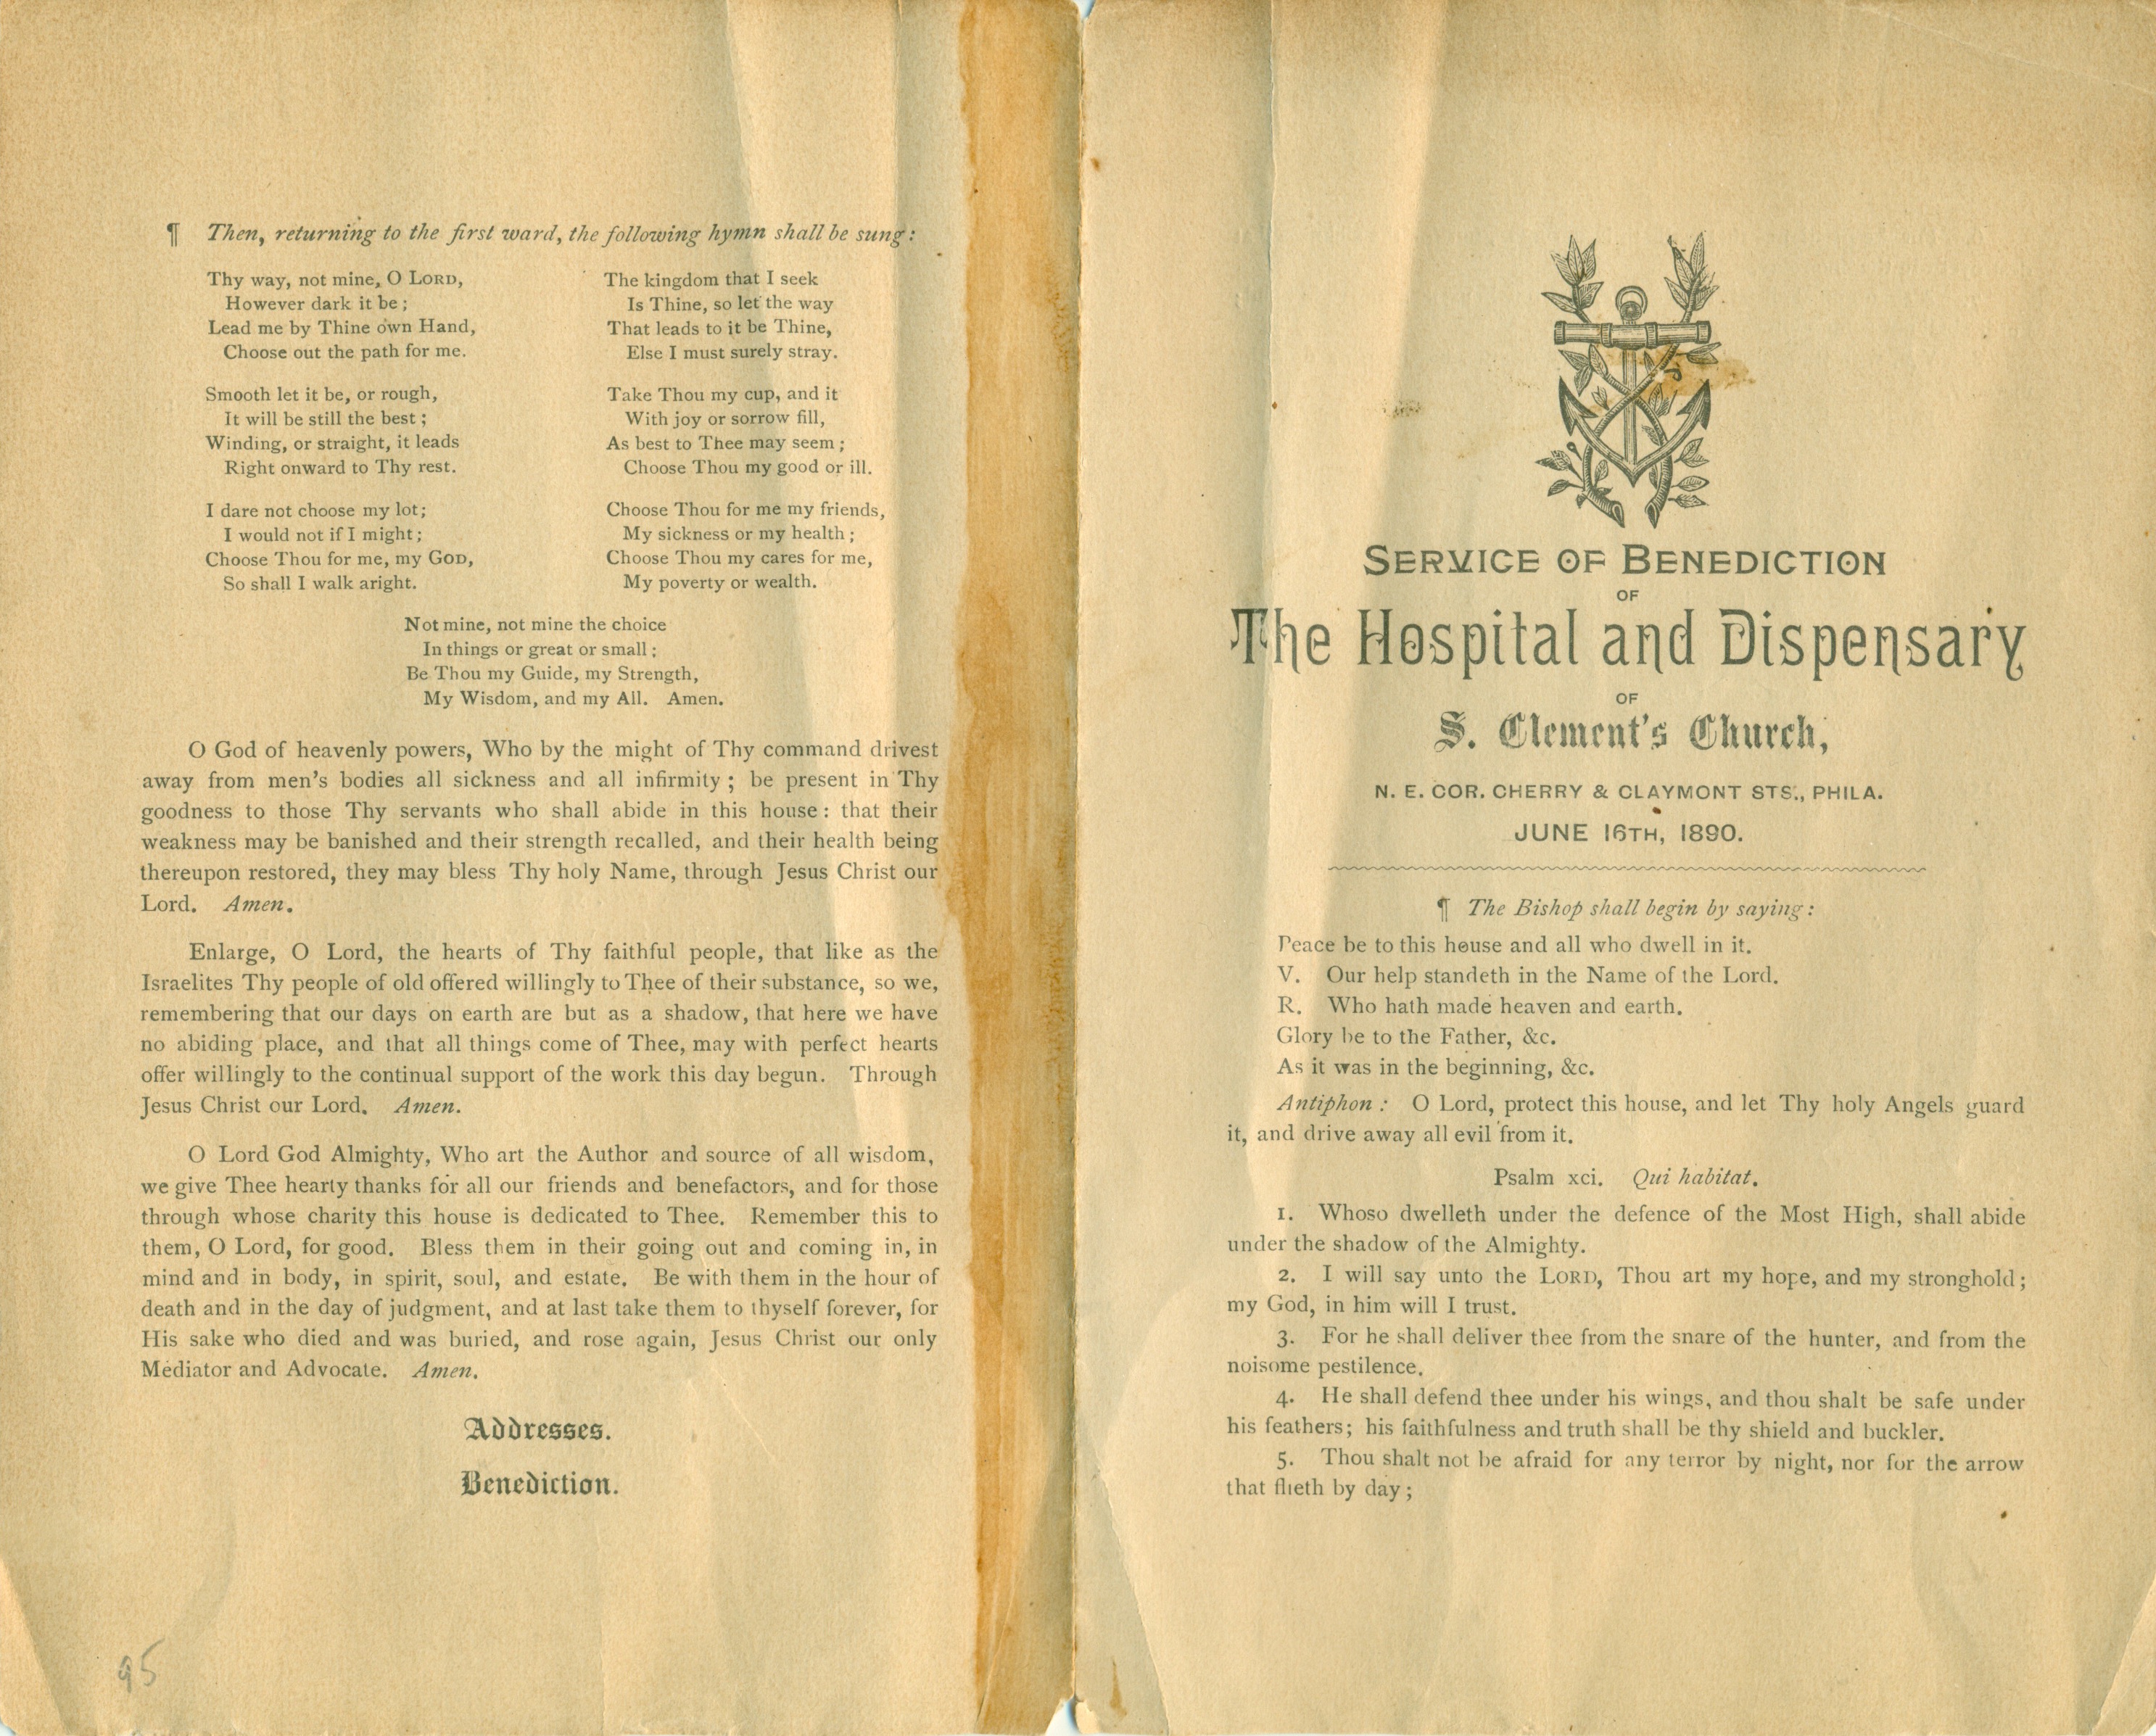 ¶ Then, returning to the first ward, the following hymn shall be sung:
Thy way, not mine, O LORD,
However dark it be;
Lead me by Thine own Hand,
Choose out the path for me.
Smooth let it be, or rough,
It will be still the best;
Winding, or straight, it leads
Right onward to Thy rest.
I dare not choose my lot;
I would not if I might;
Choose Thou for me, my GOD,
So shall I walk aright.
The kingdom that I seek
Is Thine, so let the way
That leads to it be Thine,
Else I must surely stray.
Take Thou my cup, and it
With joy or sorrow fill,
As best to Thee may seem;
Choose Thou my good or ill.
Choose Thou for me my friends,
My sickness or my health;
Choose Thou my cares for me,
My poverty or wealth.
Not mine, not mine the choice
In things or great or small;
Be Thou my Guide, my Strength,
My Wisdom, and my All. Amen.
O God of heavenly powers, Who by the might of Thy command drivest
away from men's bodies all sickness and all infirmity; be present in Thy
goodness to those Thy servants who shall abide in this house: that their
weakness may be banished and their strength recalled, and their health being
thereupon restored, they may bless Thy holy Name, through Jesus Christ our
Lord. Amen.
Enlarge, O Lord, the hearts of Thy faithful people, that like as the
Israelites Thy people of old offered willingly to Thee of their substance, so we,
remembering that our days on earth are but as a shadow, that here we have
no abiding place, and that all things come of Thee, may with perfect hearts
offer willingly to the continual support of the work this day begun. Through
Jesus Christ our Lord. Amen.
O Lord God Almighty, Who art the Author and source of all wisdom,
we give Thee hearty thanks for all our friends and benefactors, and for those
through whose charity this house is dedicated to Thee. Remember this to
them, O Lord, for good. Bless them in their going out and coming in, in
mind and in body, in spirit, soul, and estate. Be with them in the hour of
death and in the day of judgment, and at last take them to thyself forever, for
His sake who died and was buried, and rose again, Jesus Christ our only
Mediator and Advocate. Amen.
Addresses.
Benediction.
95
SERVICE OF BENEDICTION
OF
The Hospital and Dispensary
OF
S. Clement's Church,
N. E. COR. CHERRY & CLAYMONT STS., PHILA.
JUNE 16TH, 1890.
¶ The Bishop shall begin by saying:
Peace be to this house and all who dwell in it.
V. Our help standeth in the Name of the Lord.
R. Who hath made heaven and earth.
Glory be to the Father, &c.
As it was in the beginning, &c.
Antiphon: O Lord, protect this house, and let Thy holy Angels guard
it, and drive away all evil from it.
Psalm xci. Qui habitat.
1. Whoso dwelleth under the defence of the Most High, shall abide
under the shadow of the Almighty.
2. I will say unto the LORD, Thou art my hope, and my stronghold;
my God, in him will I trust.
3. For he shall deliver thee from the snare of the hunter, and from the
noisome pestilence.
4. He shall defend thee under his wings, and thou shalt be safe under
his feathers; his faithfulness and truth shall be thy shield and buckler.
5. Thou shalt not be afraid for any terror by night, nor for the arrow
that flieth by day;